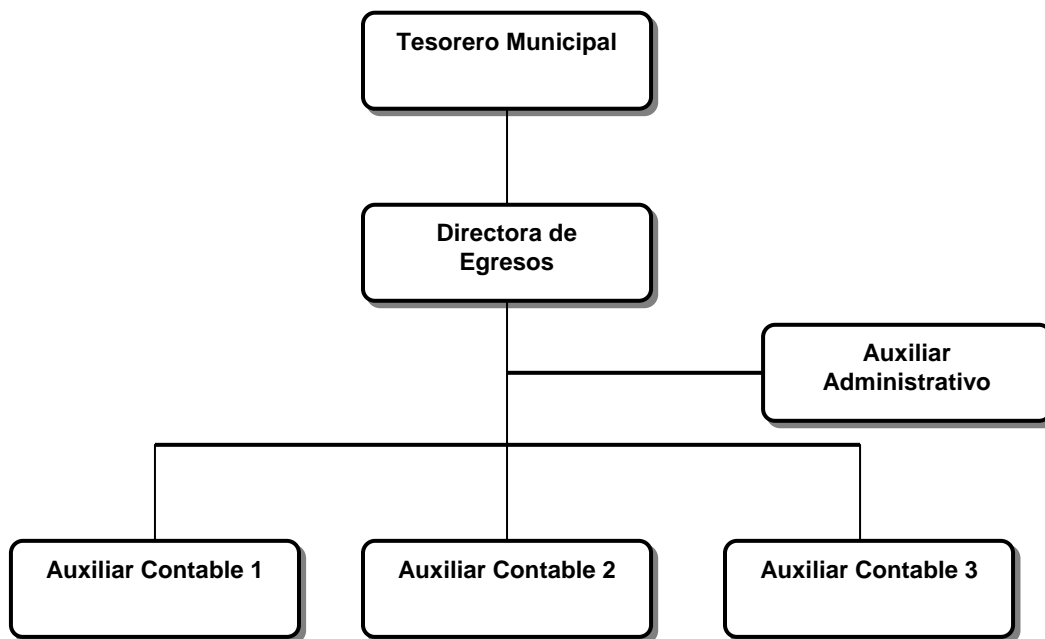 Tesorero Municipal
Directora de
Egresos
Auxiliar
Administrativo
Auxiliar Contable 1
Auxiliar Contable 2
Auxiliar Contable 3